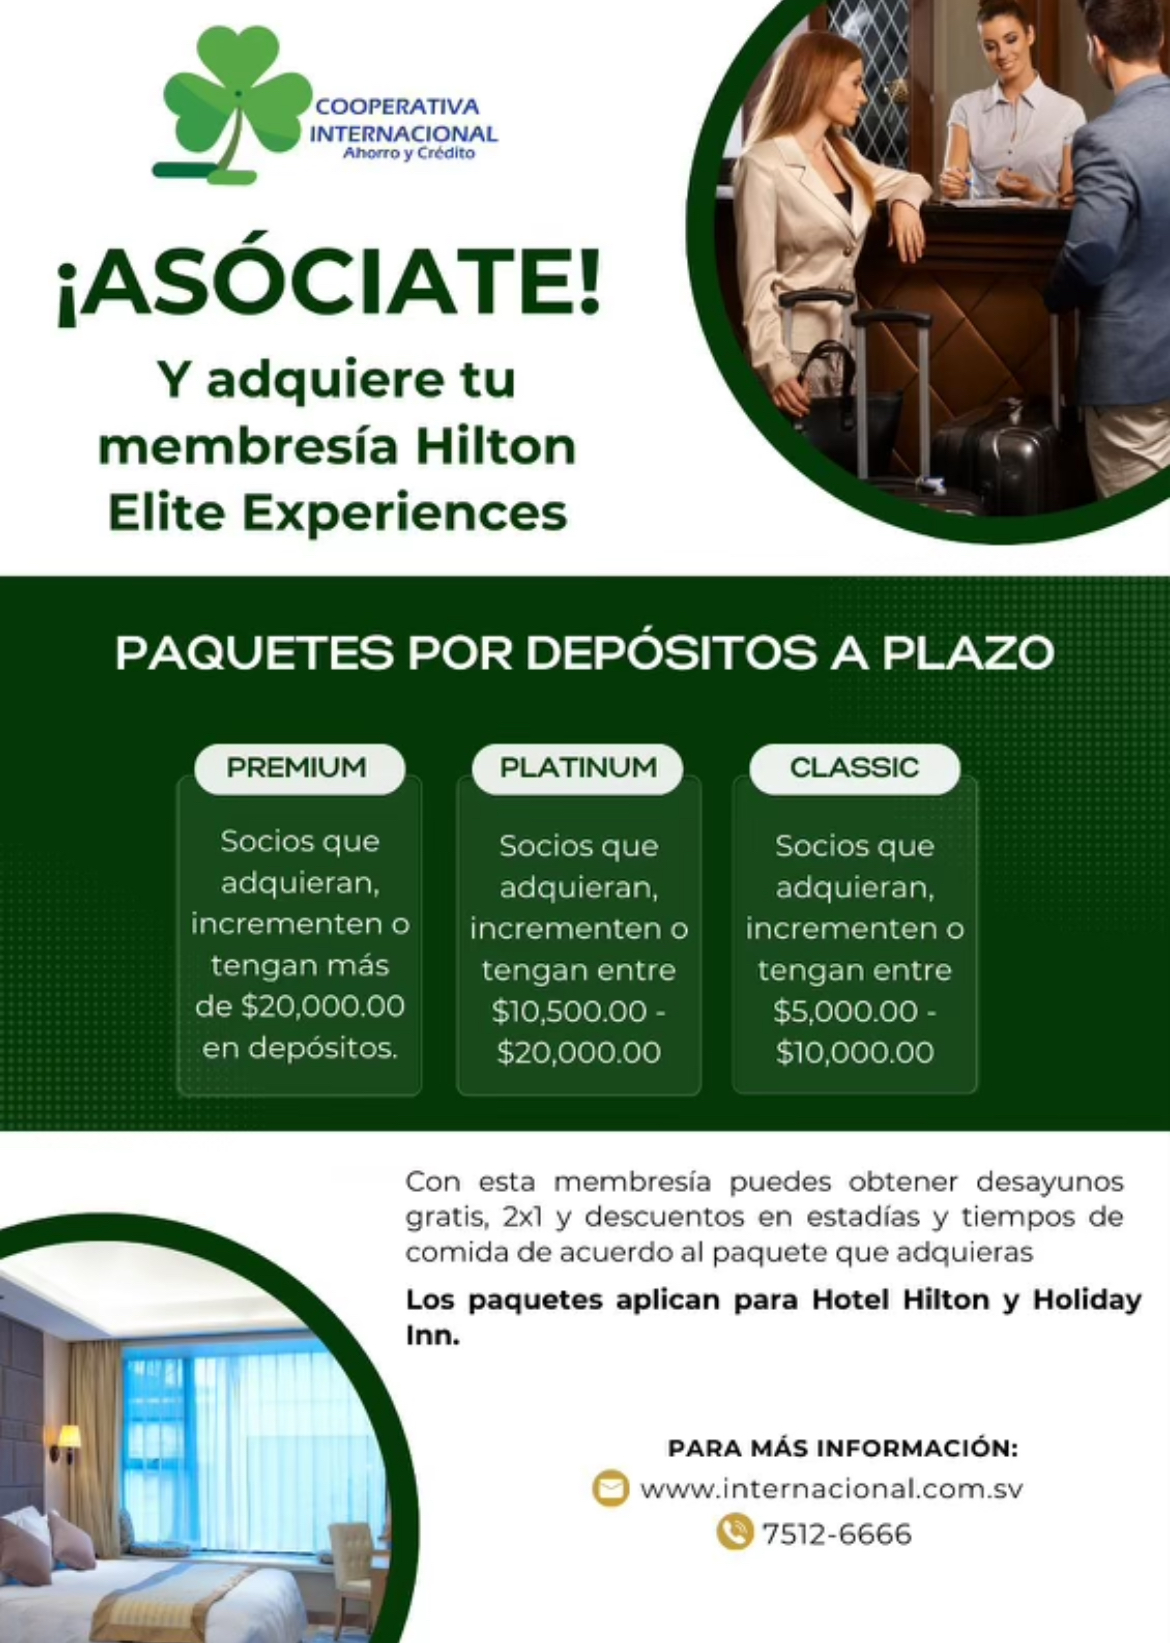 COOPERATIVA
INTERNACIONAL
Ahorro y Crédito
¡ASÓCIATE!
Y adquiere tu
membresía Hilton
Elite Experiences
PAQUETES POR DEPÓSITOS A PLAZO
PREMIUM
Socios que
adquieran,
incrementen o
tengan más
de $20,000.00
en depósitos.
PLATINUM
Socios que
adquieran,
incrementen o
tengan entre
$10,500.00 -
$20,000.00
CLASSIC
Socios que
adquieran,
incrementen o
tengan entre
$5,000.00 -
$10,000.00
Con esta membresía puedes obtener desayunos
gratis, 2x1 y descuentos en estadías y tiempos de
comida de acuerdo al paquete que adquieras
Los paquetes aplican para Hotel Hilton y Holiday
Inn.
PARA MÁS INFORMACIÓN:
www.internacional.com.sv
7512-6666